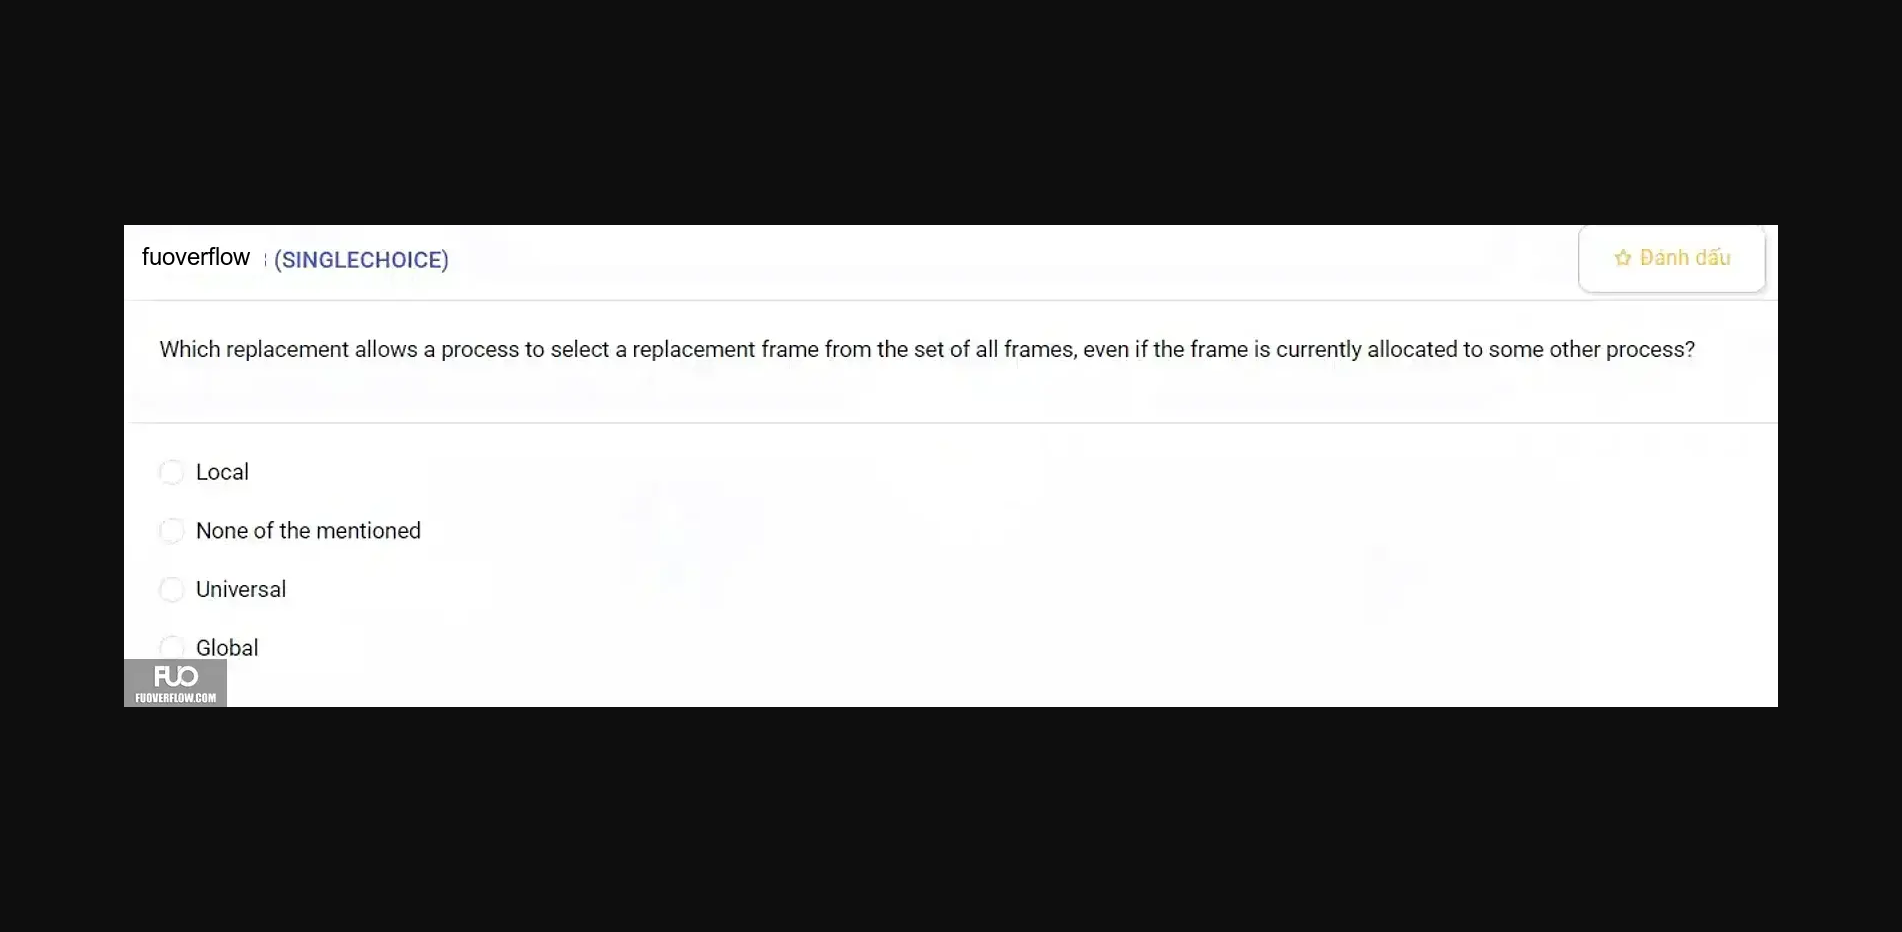 fuoverflow : (SINGLECHOICE)
Đánh dấu
Which replacement allows a process to select a replacement frame from the set of all frames, even if the frame is currently allocated to some other process?
Local
None of the mentioned
Universal
Global
FUO
FUOVERFLOW.COM